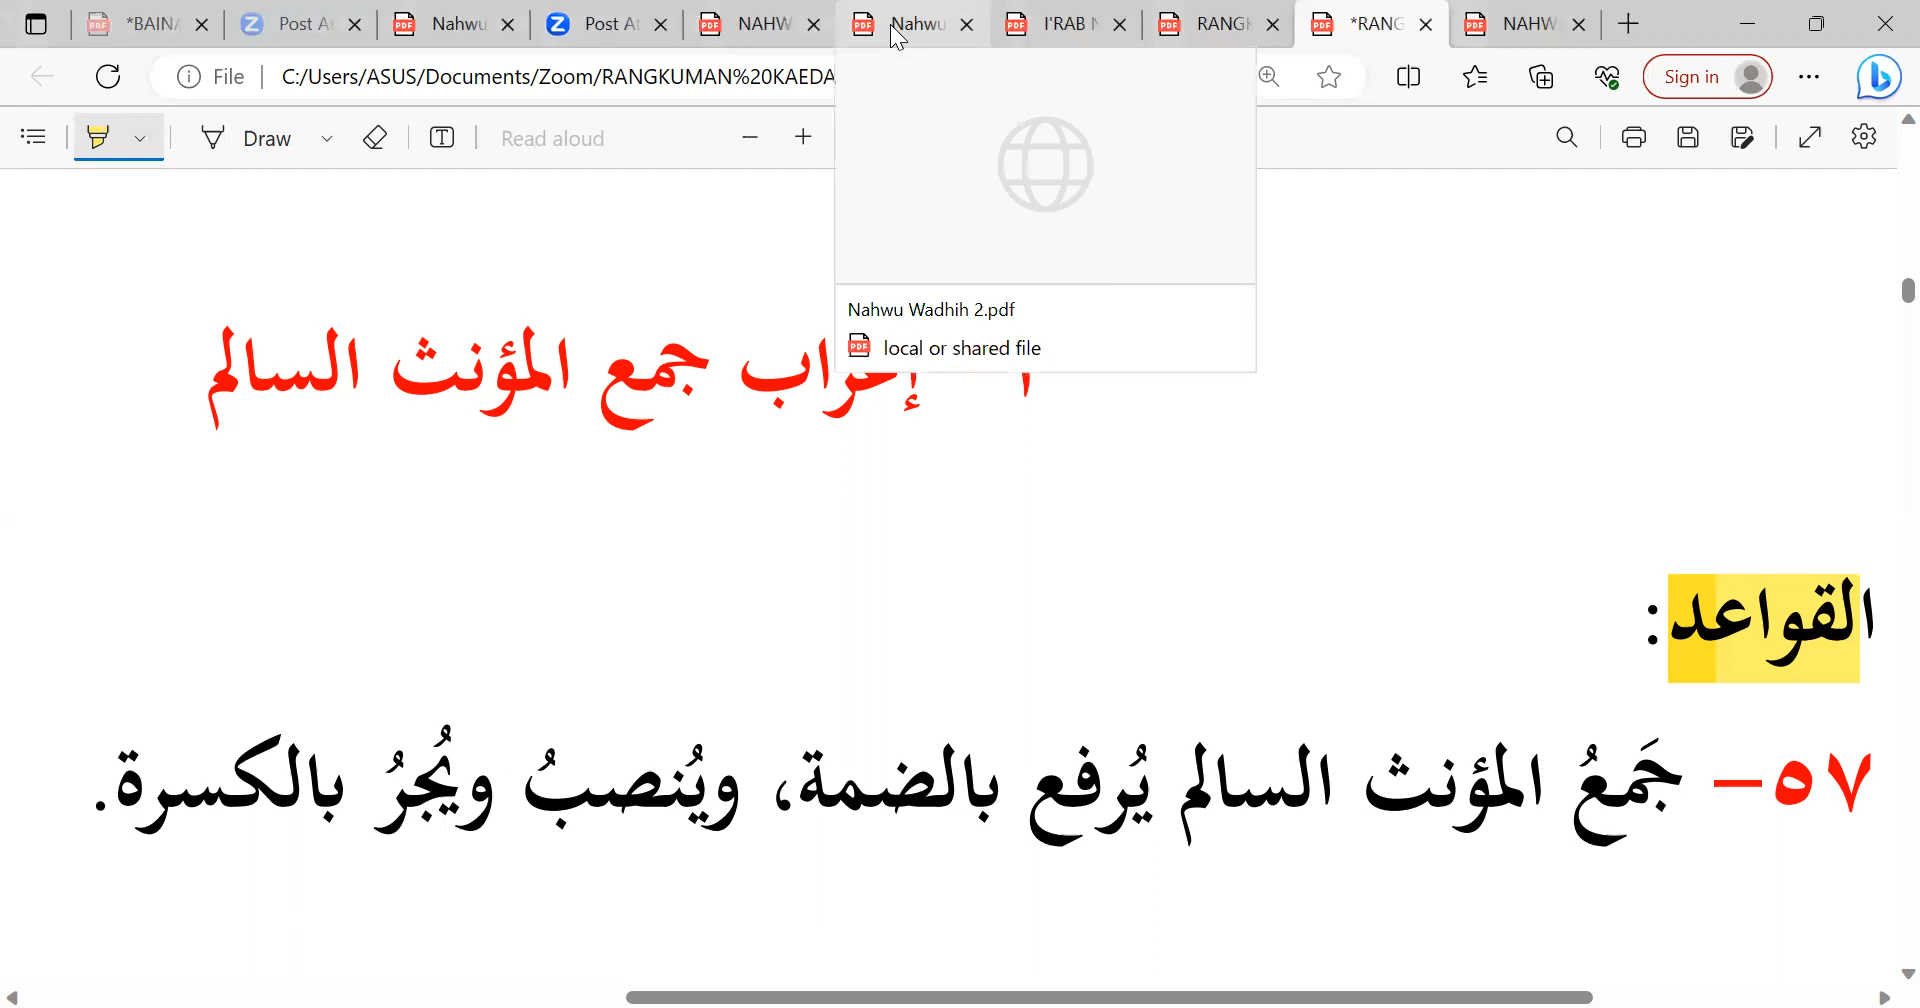 *BAIN
Post A
Nahwu
Post At
NAHW
Nahwu
I'RAB
RANGK
*RANG
NAHW
File
C:/Users/ASUS/Documents/Zoom/RANGKUMAN%20KAEDA
Sign in
Draw
Read aloud
Nahwu Wadhih 2.pdf
PDF local or shared file
إعراب جمع المؤنث السالم
القواعد:
٥٧– جَمعُ المؤنث السالم يُرفع بالضمة، ويُنصبُ ويُجرُ بالكسرة.